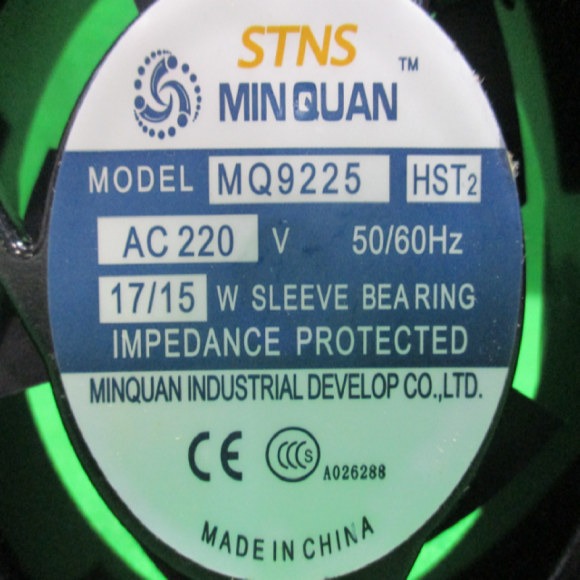 STNS
MINQUAN ™
MODEL MQ9225 HST2
AC 220 V 50/60Hz
17/15 W SLEEVE BEARING
IMPEDANCE PROTECTED
MINQUAN INDUSTRIAL DEVELOP CO.,LTD.
CE CCC S A026288
MADE IN CHINA